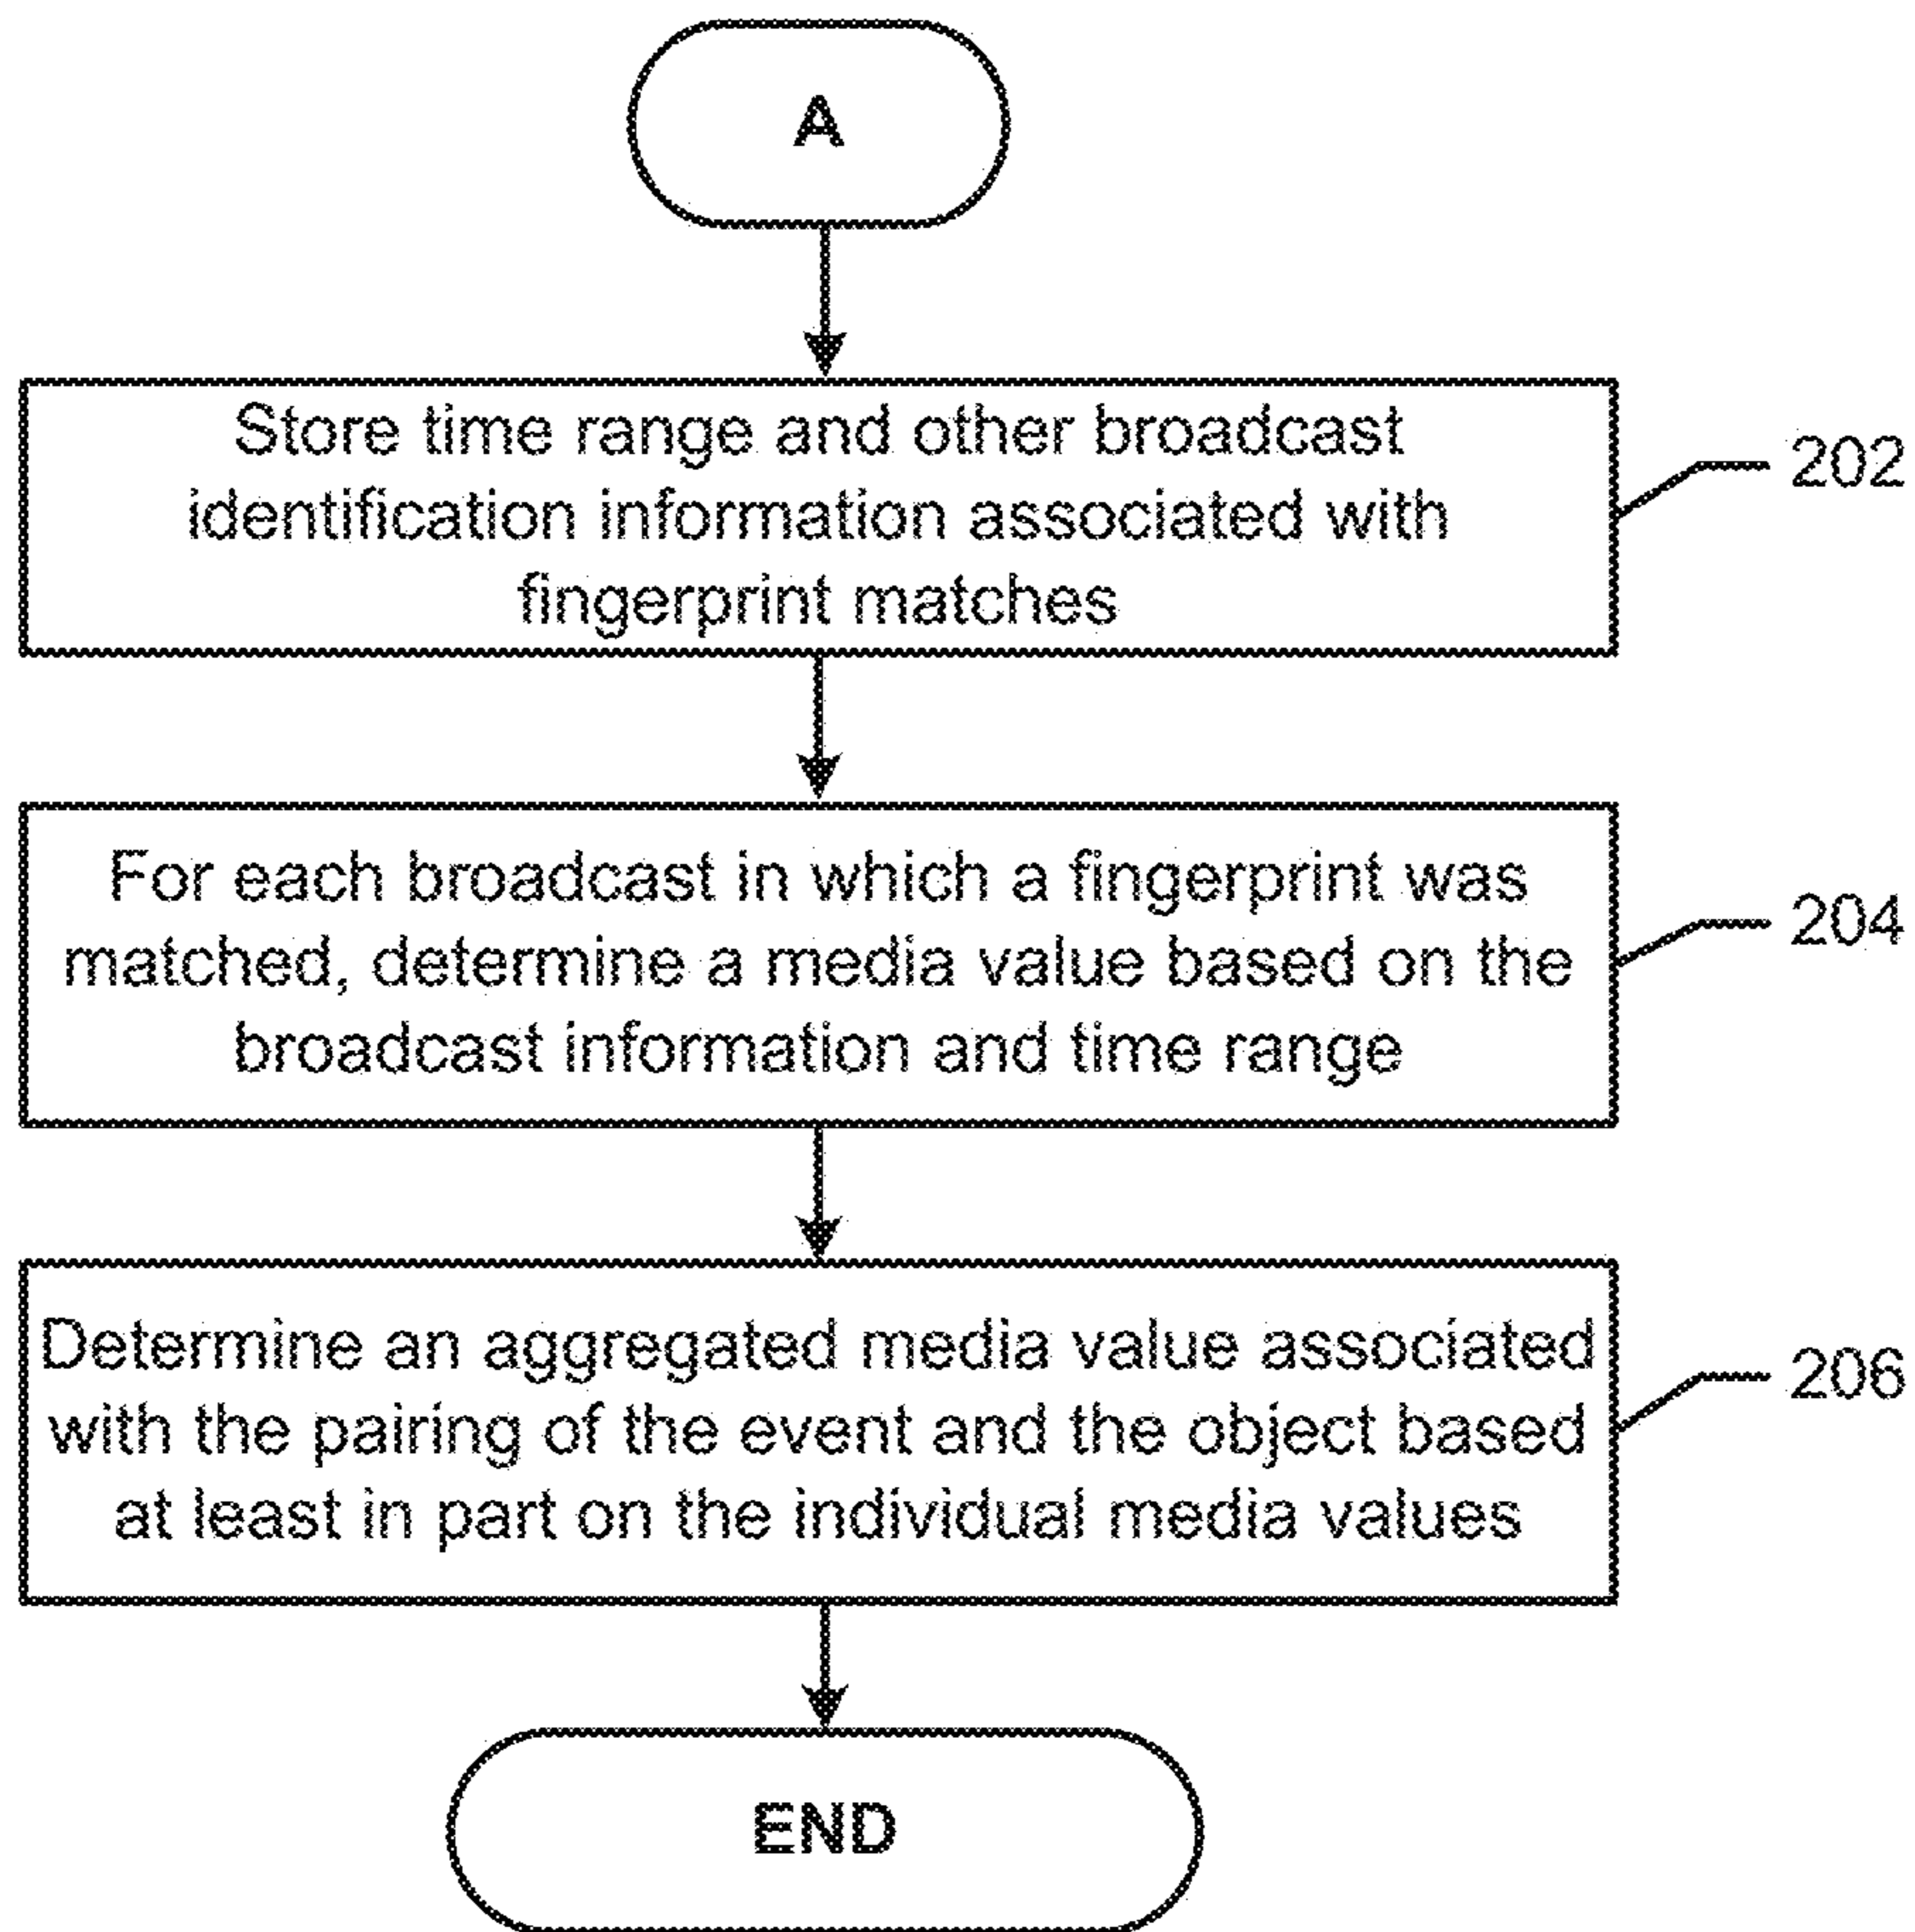 A
Store time range and other broadcast
identification information associated with
fingerprint matches
202
For each broadcast in which a fingerprint was
matched, determine a media value based on the
broadcast information and time range
204
Determine an aggregated media value associated
with the pairing of the event and the object based
at least in part on the individual media values
206
END